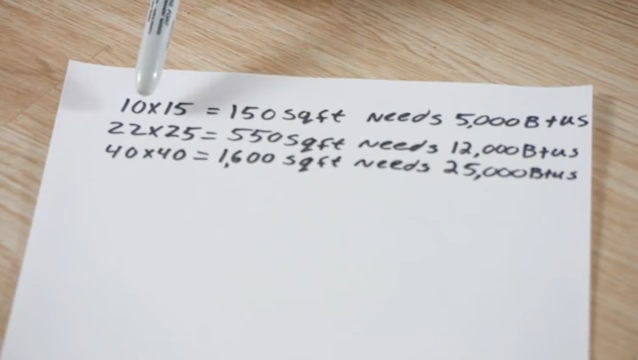 10x15 = 150 sqft needs 5,000 Btus
22x25 = 550 sqft needs 12,000 Btus
40x40 = 1,600 sqft needs 25,000 Btus